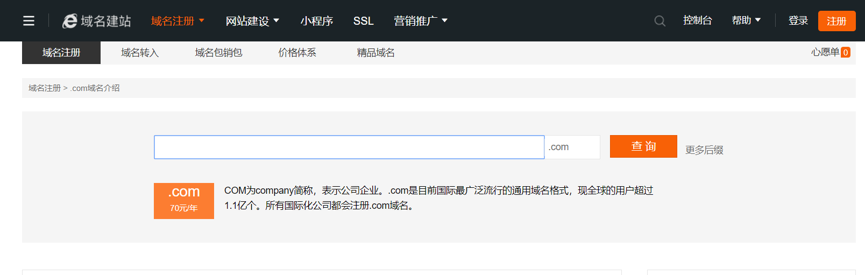 域名建站 域名注册 网站建设 小程序 SSL 营销推广 控制台 帮助 登录 注册
域名注册 域名转入 域名包销包 价格体系 精品域名 心愿单 0
域名注册 > .com域名介绍
.com 查 询 更多后缀
.com
70元/年
COM为company简称，表示公司企业。.com是目前国际最广泛流行的通用域名格式，现全球的用户超过
1.1亿个。所有国际化公司都会注册.com域名。